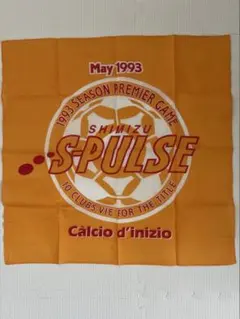 May 1993
1993 SEASON PREMIER GAME
SHIMIZU
S-PULSE
10 CLUBS VIE FOR THE TITLE
Càlcio d'inizio